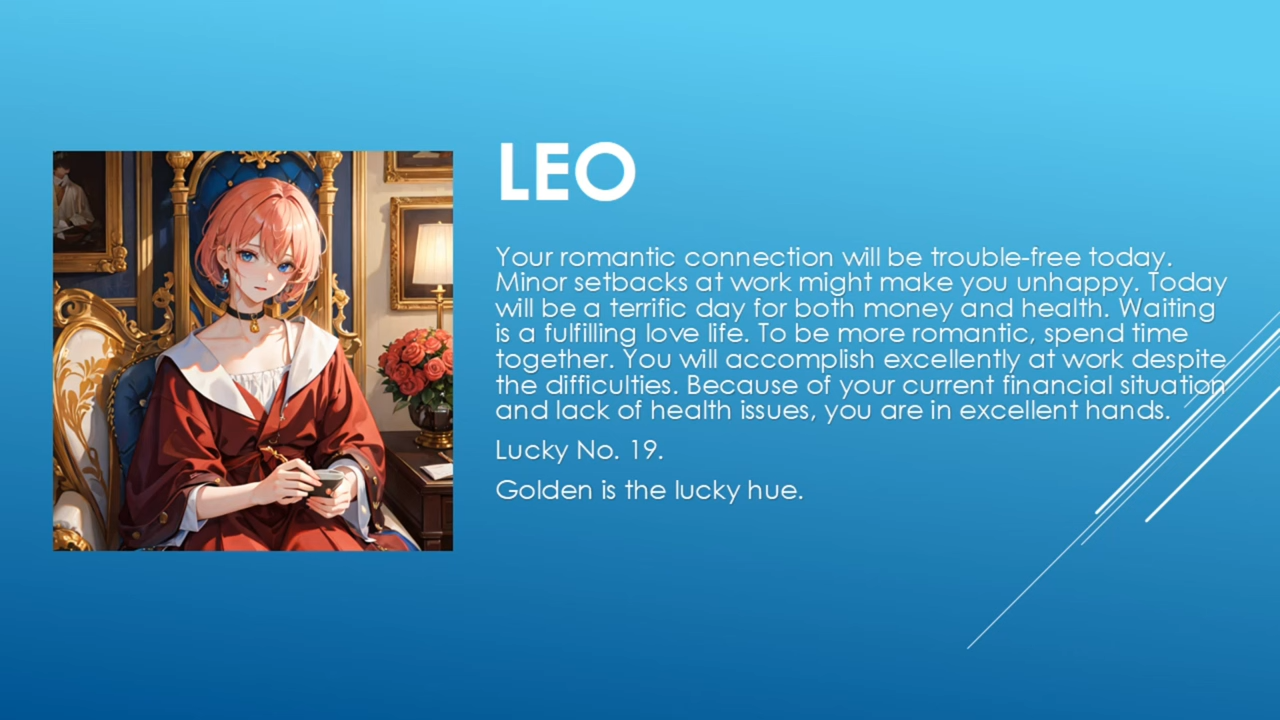 LEO
Your romantic connection will be trouble-free today.
Minor setbacks at work might make you unhappy. Today
will be a terrific day for both money and health. Waiting
is a fulfilling love life. To be more romantic, spend time
together. You will accomplish excellently at work despite
the difficulties. Because of your current financial situation
and lack of health issues, you are in excellent hands.
Lucky No. 19.
Golden is the lucky hue.